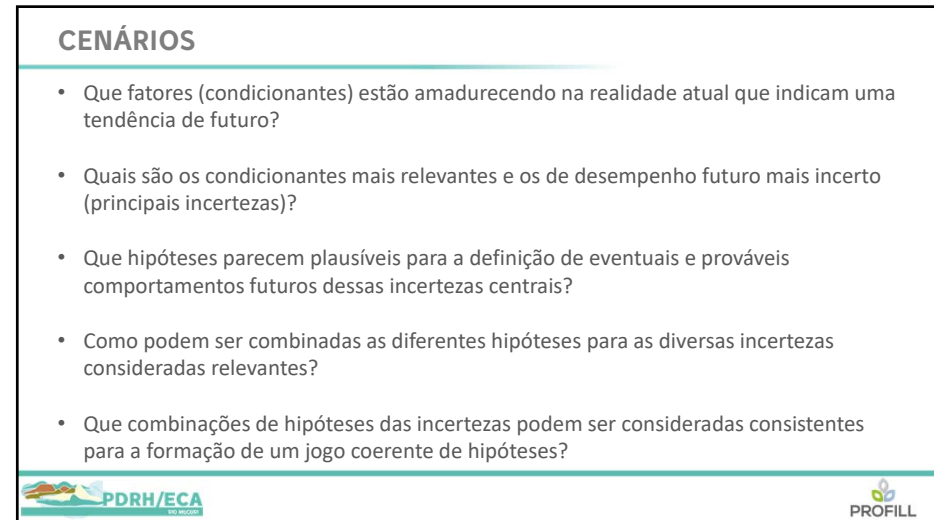 CENÁRIOS
• Que fatores (condicionantes) estão amadurecendo na realidade atual que indicam uma
tendência de futuro?
• Quais são os condicionantes mais relevantes e os de desempenho futuro mais incerto
(principais incertezas)?
• Que hipóteses parecem plausíveis para a definição de eventuais e prováveis
comportamentos futuros dessas incertezas centrais?
• Como podem ser combinadas as diferentes hipóteses para as diversas incertezas
consideradas relevantes?
• Que combinações de hipóteses das incertezas podem ser consideradas consistentes
para a formação de um jogo coerente de hipóteses?
PDRH/ECA
PROFILL